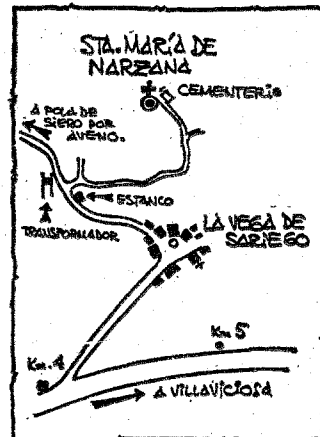 STA. MARÍA DE
NARZANA
CEMENTERIO
A POLA DE
SIERO POR
AVENO.
ESTANCO
TRANSFORMADOR
LA VEGA DE
SARIEGO
Km. 4
Km 5
A VILLAVICIOSA